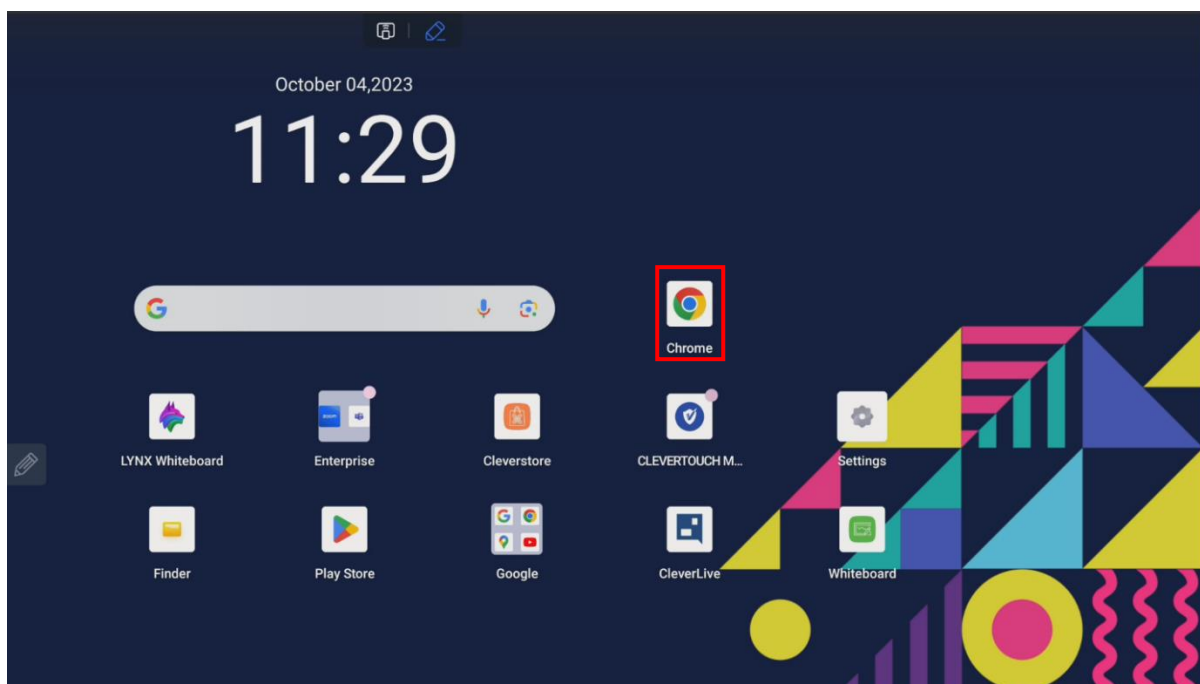 October 04,2023
11:29
Chrome
LYNX Whiteboard
Enterprise
Cleverstore
CLEVERTOUCH M...
Settings
Finder
Play Store
Google
CleverLive
Whiteboard